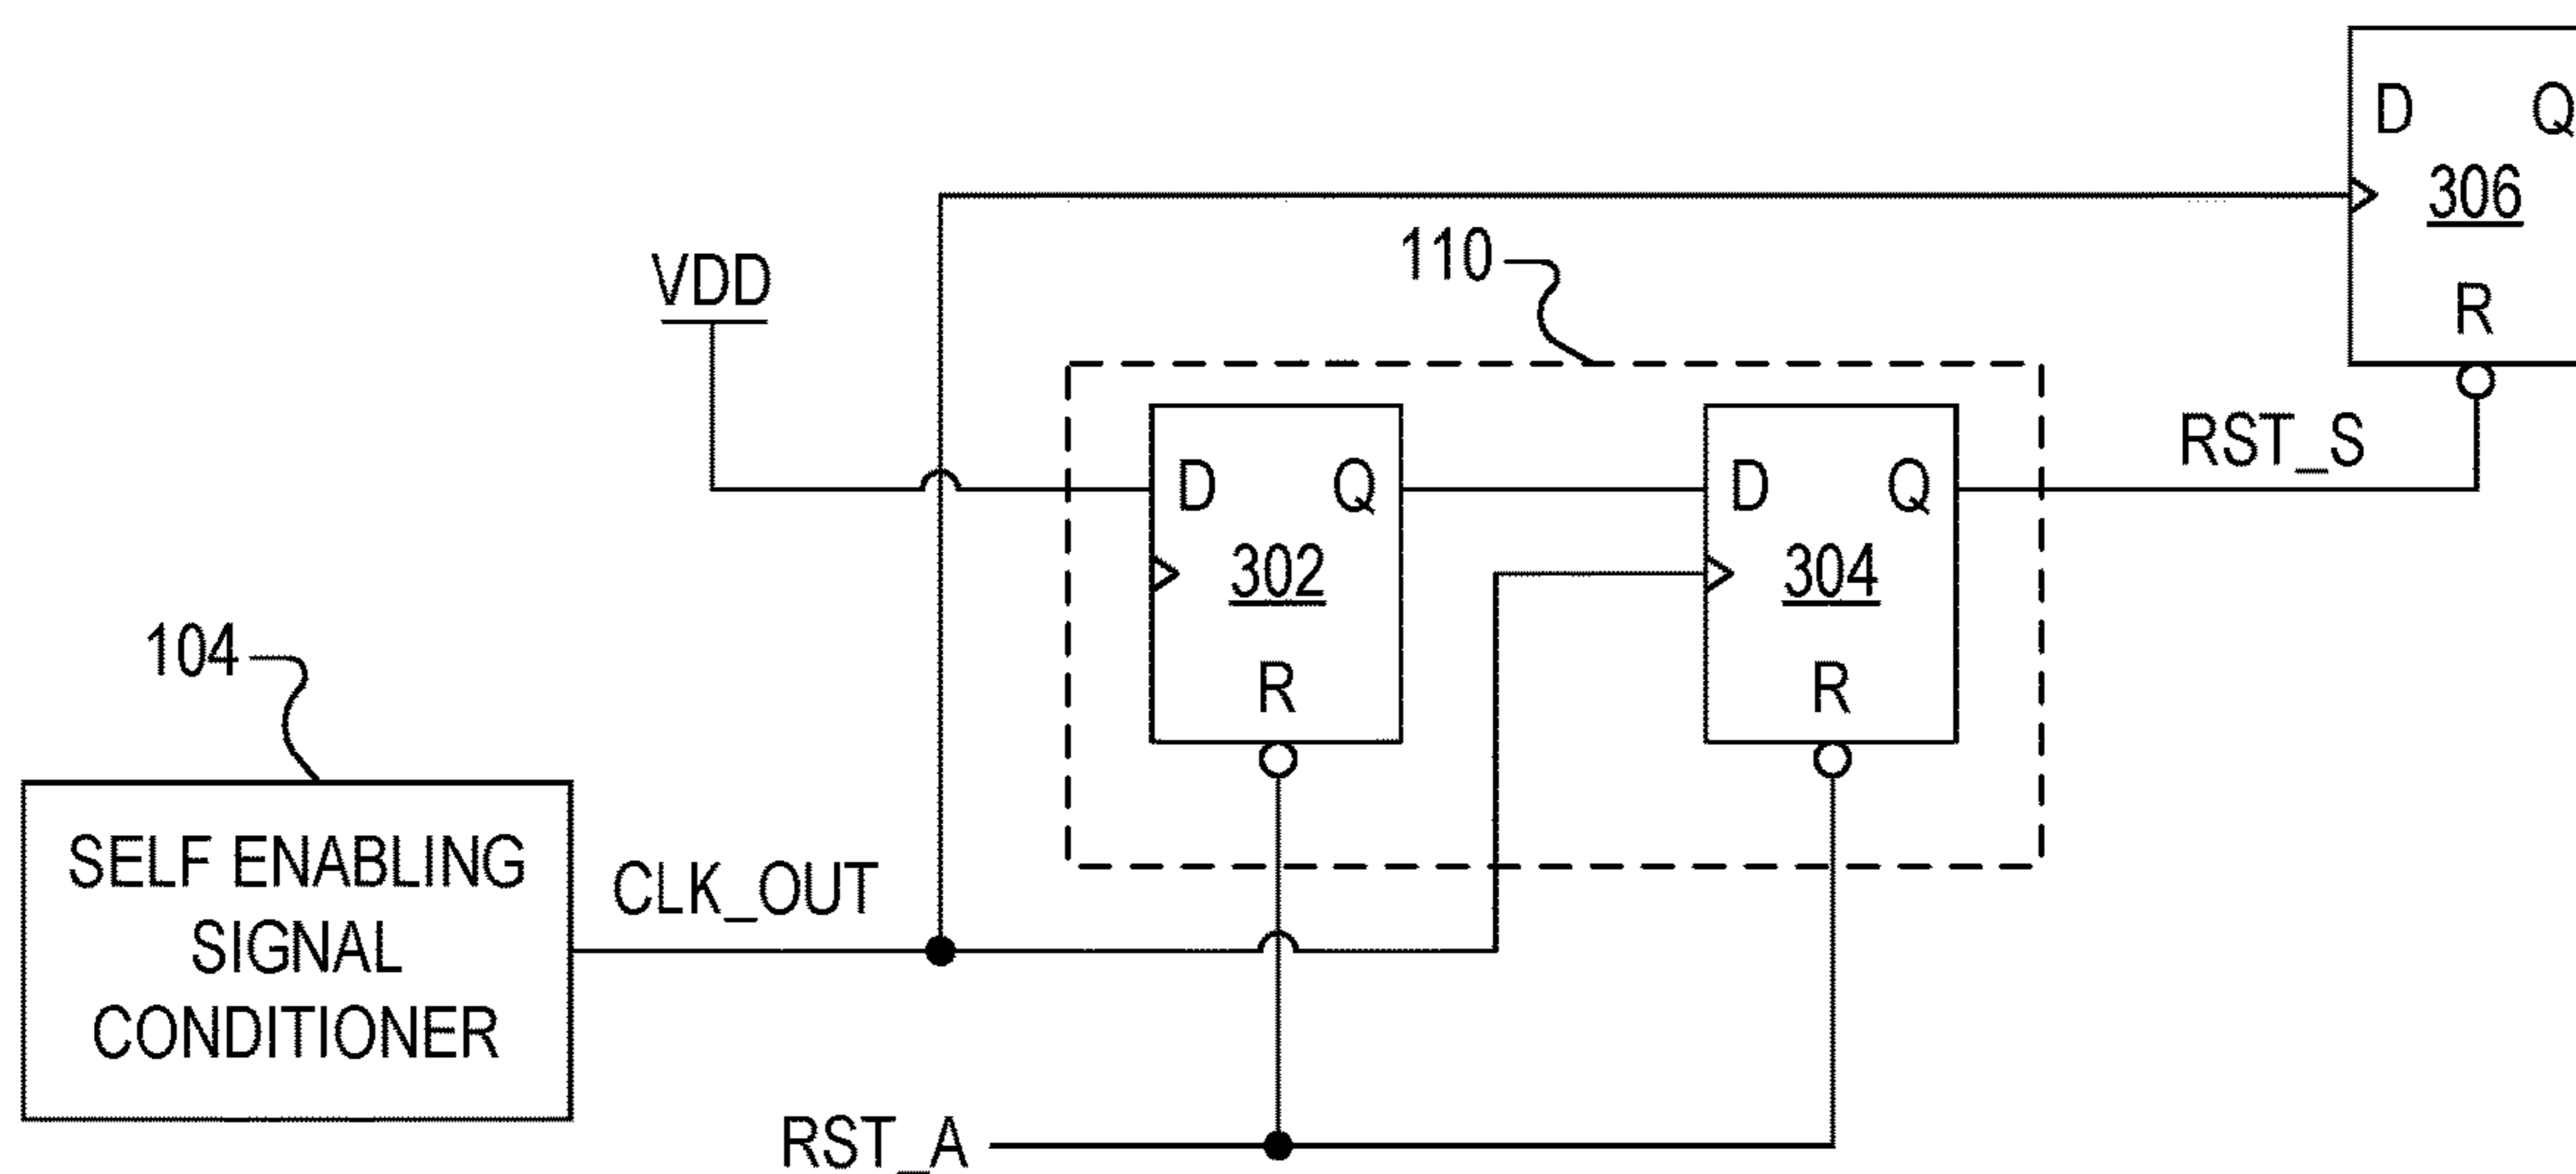 D Q
306
R
110
VDD
RST_S
D Q
302
R
D Q
304
R
104
SELF ENABLING
SIGNAL
CONDITIONER
CLK_OUT
RST_A